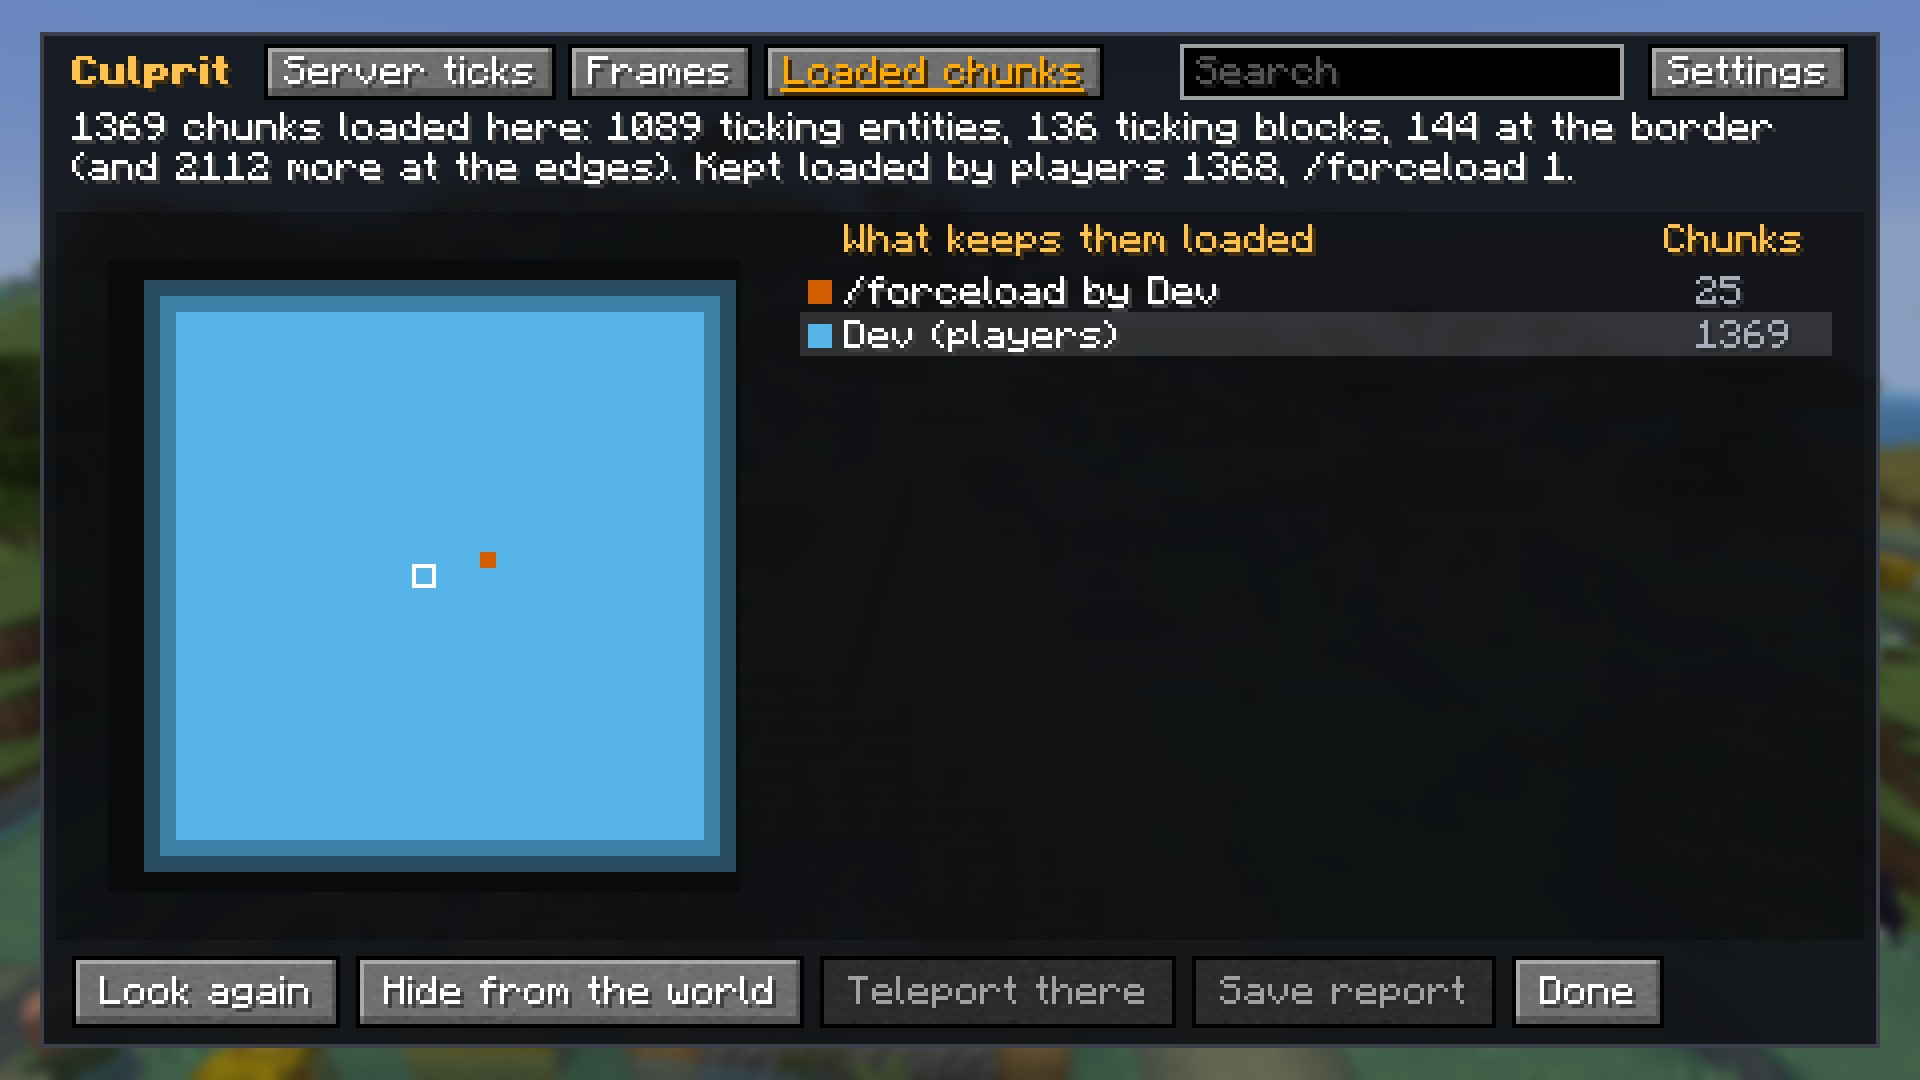 Culprit Server ticks Frames Loaded chunks Search Settings
1369 chunks loaded here: 1089 ticking entities, 136 ticking blocks, 144 at the border
(and 2112 more at the edges). Kept loaded by players 1368, /forceload 1.
What keeps them loaded Chunks
/forceload by Dev 25
Dev (players) 1369
Look again Hide from the world Teleport there Save report Done